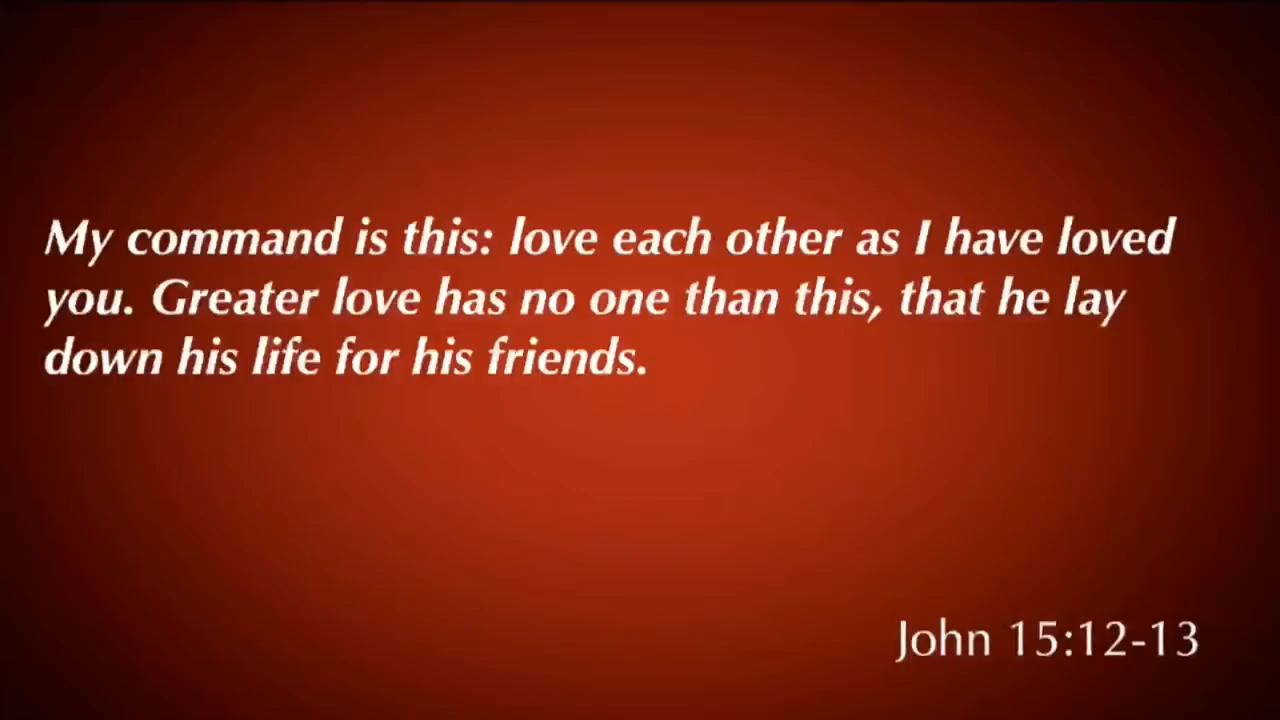 My command is this: love each other as I have loved
you. Greater love has no one than this, that he lay
down his life for his friends.
John 15:12-13